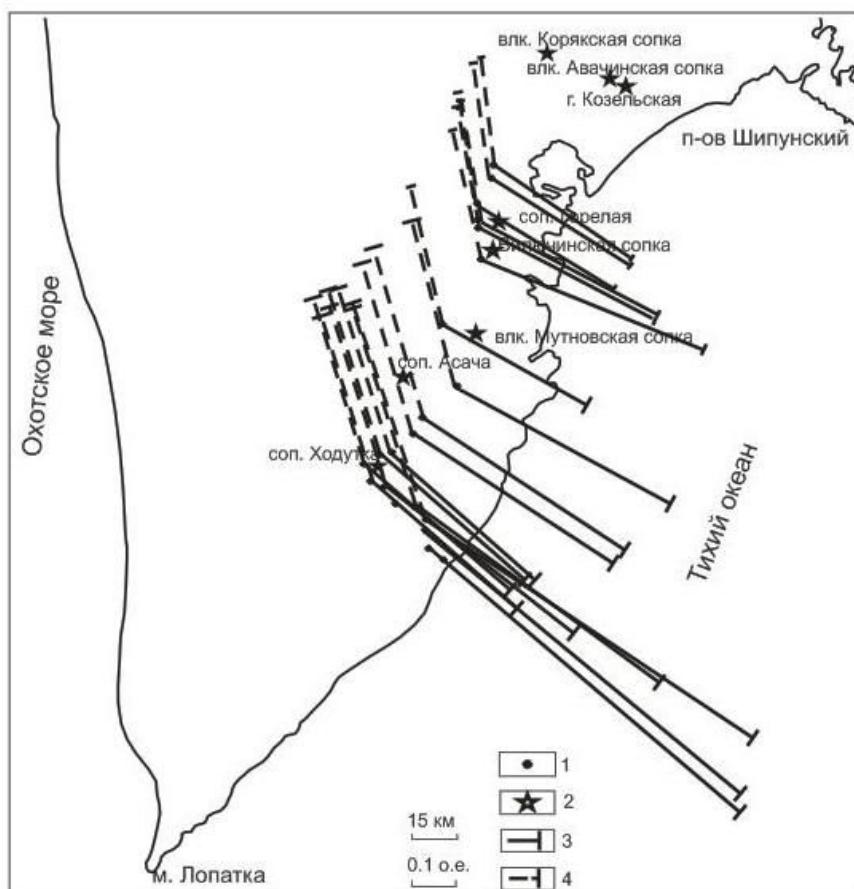 влк. Корякская сопка
влк. Авачинская сопка
г. Козельская
п-ов Шипунский
соп. Горелая
Вилючинская сопка
влк. Мутновская сопка
соп. Асача
соп. Ходутка
Охотское море
Тихий океан
м. Лопатка
15 км
0.1 о.е.
1
2
3
4